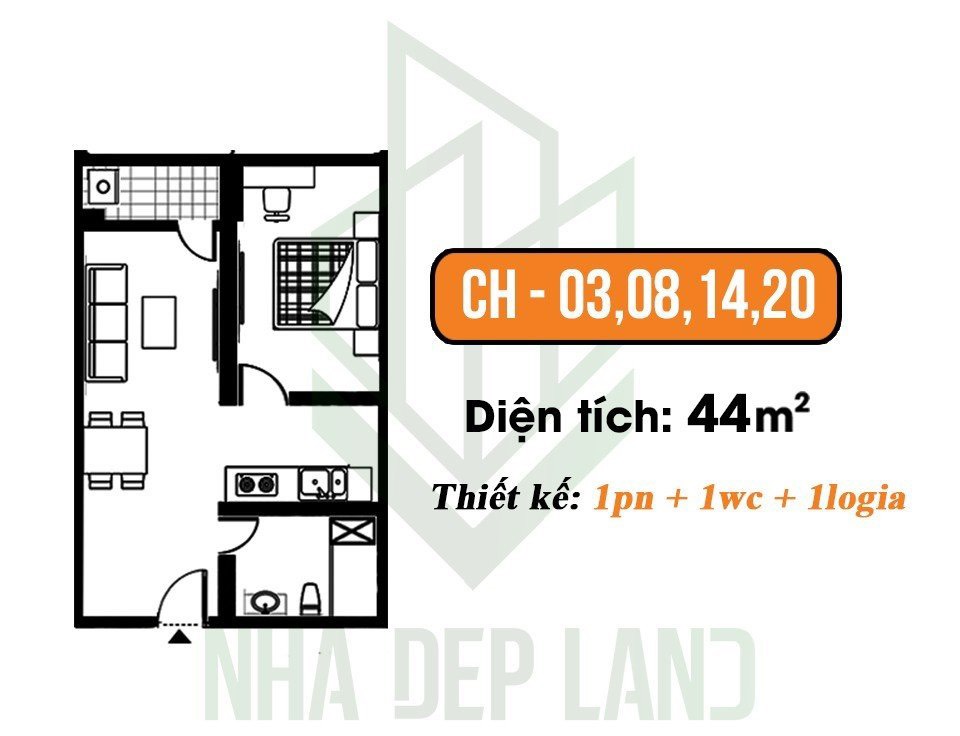 CH - 03,08,14,20
Diện tích: 44m²
Thiết kế: 1pn + 1wc + 1logia
NHA DEP LAND